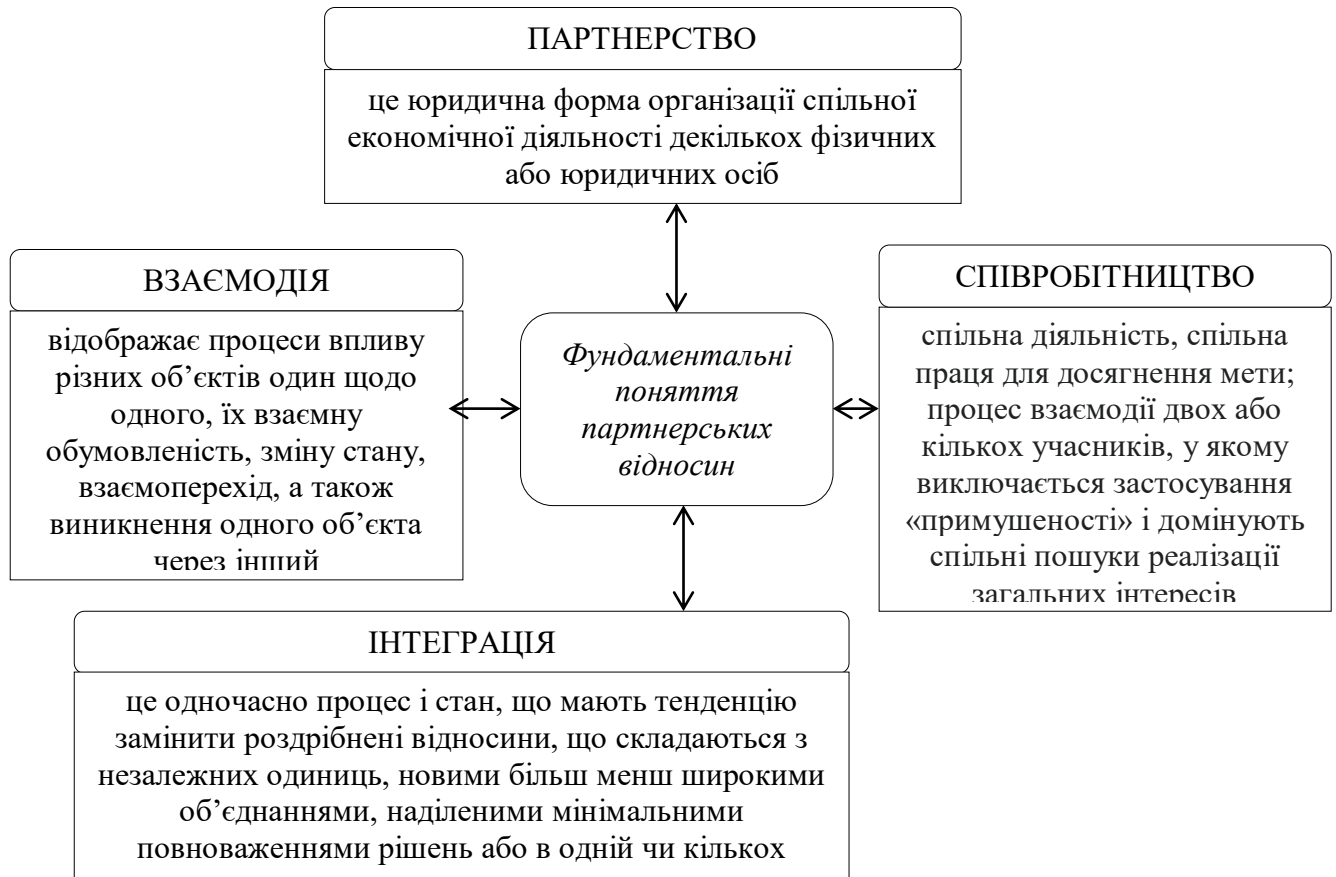 ПАРТНЕРСТВО
це юридична форма організації спільної
економічної діяльності декількох фізичних
або юридичних осіб
ВЗАЄМОДІЯ
відображає процеси впливу
різних об’єктів один щодо
одного, їх взаємну
обумовленість, зміну стану,
взаємоперехід, а також
виникнення одного об’єкта
через інший
Фундаментальні
поняття
партнерських
відносин
СПІВРОБІТНИЦТВО
спільна діяльність, спільна
праця для досягнення мети;
процес взаємодії двох або
кількох учасників, у якому
виключається застосування
«примушеності» і домінують
спільні пошуки реалізації
загальних інтересів
ІНТЕГРАЦІЯ
це одночасно процес і стан, що мають тенденцію
замінити роздрібнені відносини, що складаються з
незалежних одиниць, новими більш менш широкими
об’єднаннями, наділеними мінімальними
повноваженнями рішень або в одній чи кількох